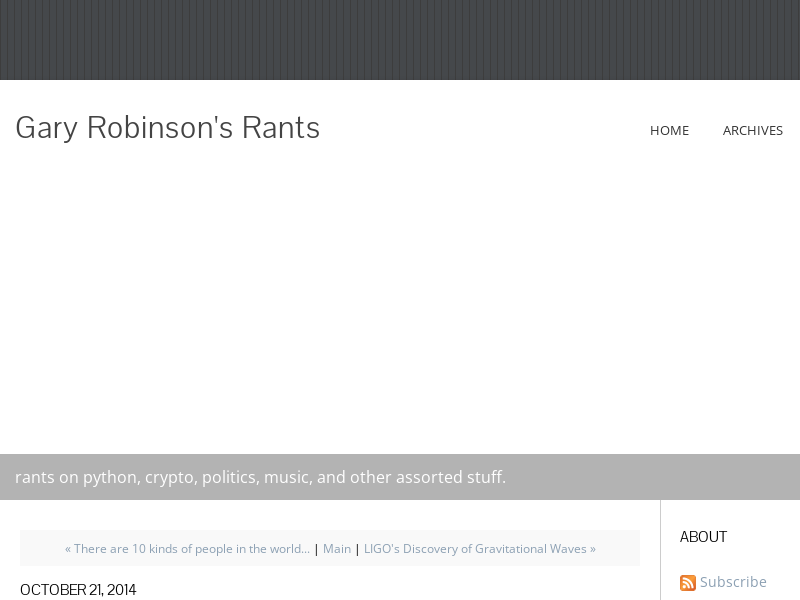 Gary Robinson's Rants
HOME ARCHIVES
rants on python, crypto, politics, music, and other assorted stuff.
« There are 10 kinds of people in the world... | Main | LIGO's Discovery of Gravitational Waves »
OCTOBER 21, 2014
ABOUT
Subscribe